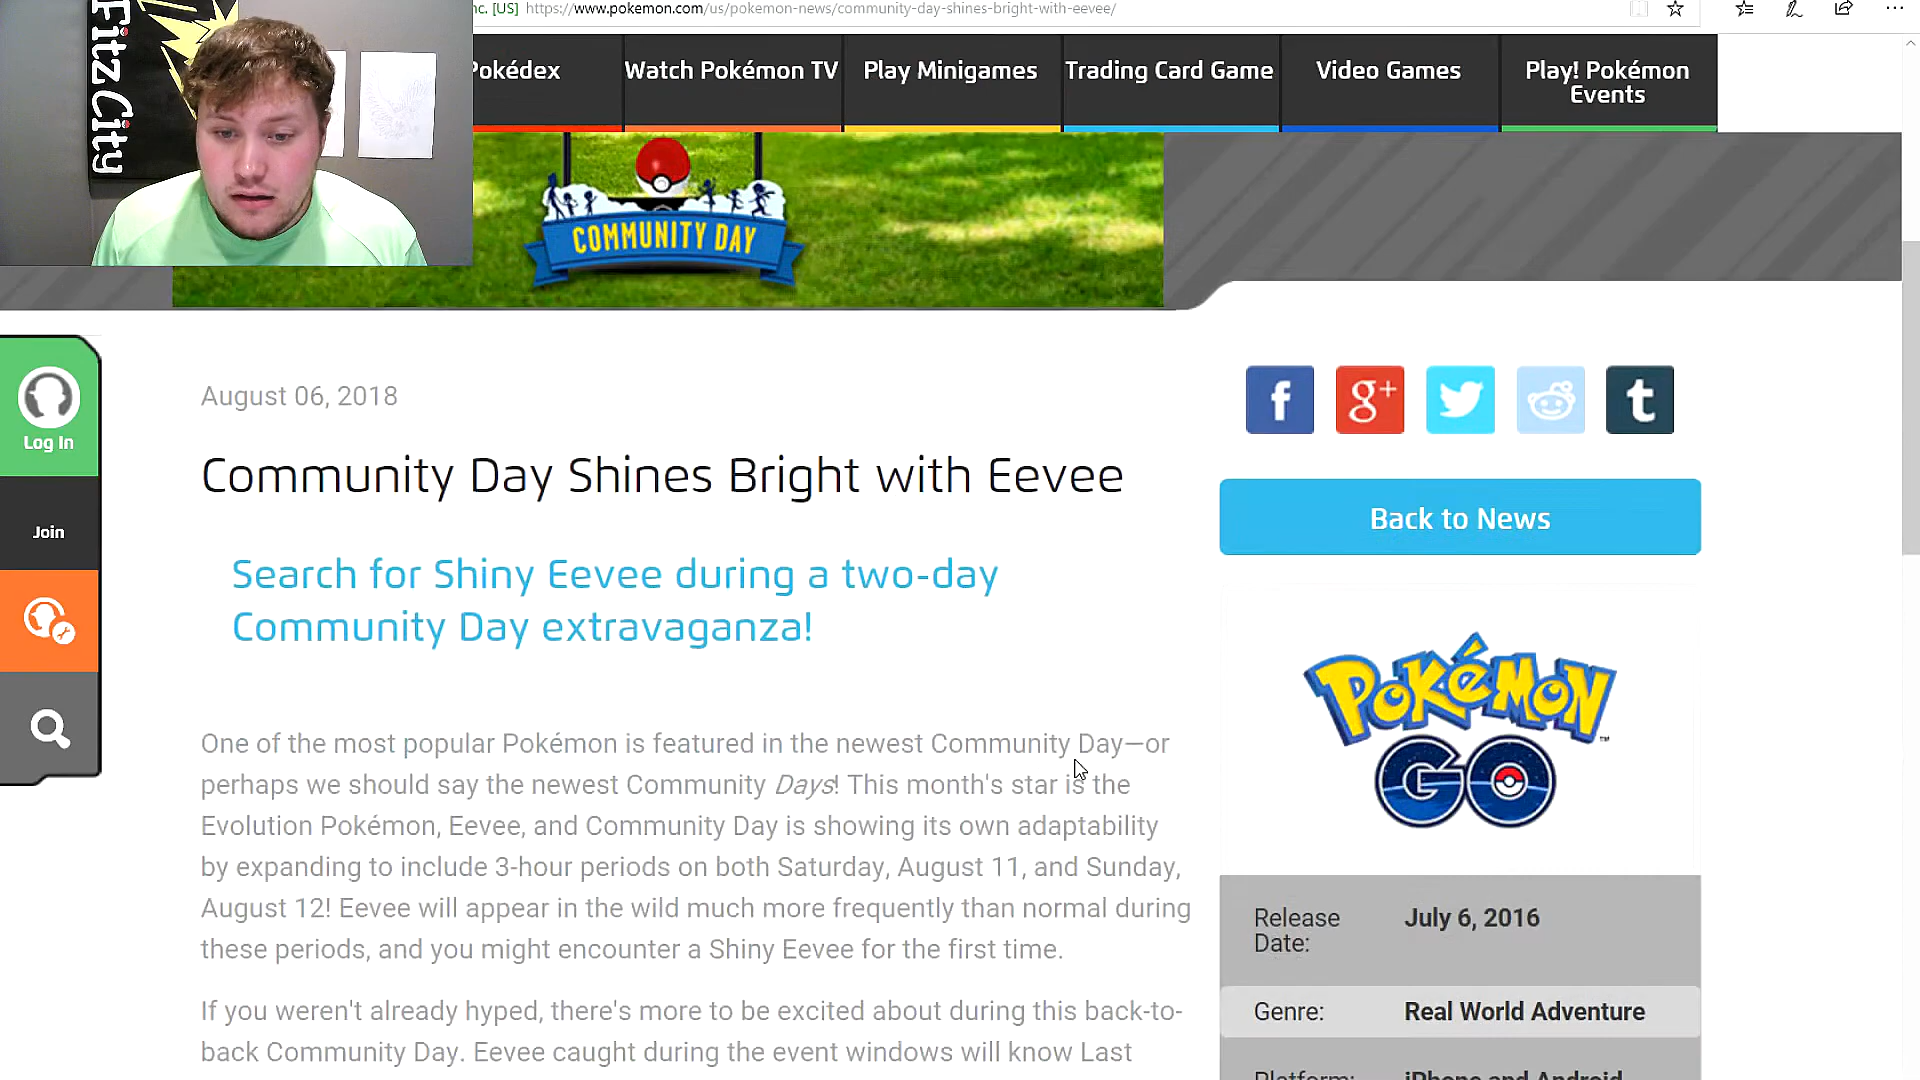 nc. [US] https://www.pokemon.com/us/pokemon-news/community-day-shines-bright-with-eevee/
Fitz City
Pokédex
Watch Pokémon TV
Play Minigames
Trading Card Game
Video Games
Play! Pokémon
Events
COMMUNITY DAY
Log In
Join
August 06, 2018
Community Day Shines Bright with Eevee
Search for Shiny Eevee during a two-day
Community Day extravaganza!
One of the most popular Pokémon is featured in the newest Community Day—or
perhaps we should say the newest Community Days! This month's star is the
Evolution Pokémon, Eevee, and Community Day is showing its own adaptability
by expanding to include 3-hour periods on both Saturday, August 11, and Sunday,
August 12! Eevee will appear in the wild much more frequently than normal during
these periods, and you might encounter a Shiny Eevee for the first time.
If you weren't already hyped, there's more to be excited about during this back-to-
back Community Day. Eevee caught during the event windows will know Last
f
g+
t
Back to News
POKéMON
GO
TM
Release
Date:
July 6, 2016
Genre:
Real World Adventure
Platform:
iPhone and Android